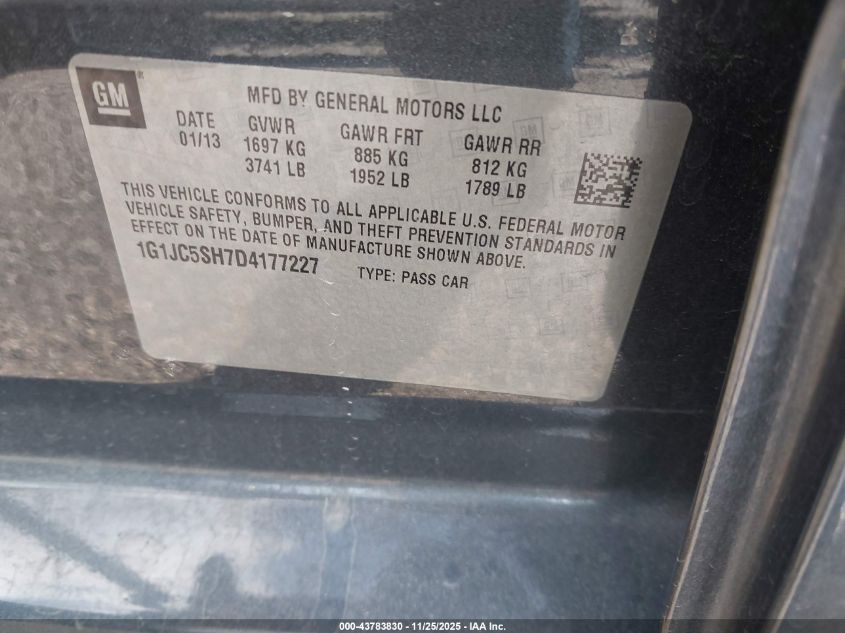 GM ®
MFD BY GENERAL MOTORS LLC
DATE GVWR GAWR FRT GAWR RR
01/13 1697 KG 885 KG 812 KG
3741 LB 1952 LB 1789 LB
THIS VEHICLE CONFORMS TO ALL APPLICABLE U.S. FEDERAL MOTOR
VEHICLE SAFETY, BUMPER, AND THEFT PREVENTION STANDARDS IN
EFFECT ON THE DATE OF MANUFACTURE SHOWN ABOVE.
1G1JC5SH7D4177227 TYPE: PASS CAR
000-43783830 - 11/25/2025 - IAA Inc.